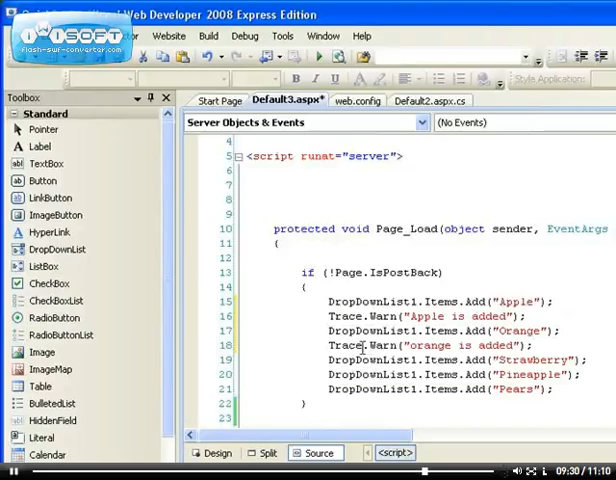 Web Developer 2008 Express Edition
iWiSOFT
flash-swf-converter.com
Website Build Debug Tools Window Help
B I U
Style Application:
Toolbox
Start Page Default3.aspx* web.config Default2.aspx.cs
Server Objects & Events (No Events)
Standard
Pointer
Label
TextBox
Button
LinkButton
ImageButton
HyperLink
DropDownList
ListBox
CheckBox
CheckBoxList
RadioButton
RadioButtonList
Image
ImageMap
Table
BulletedList
HiddenField
Literal
Calendar
4
5 <script runat="server">
6
7
8
9
10 protected void Page_Load(object sender, EventArgs
11 {
12
13 if (!Page.IsPostBack)
14 {
15 DropDownList1.Items.Add("Apple");
16 Trace.Warn("Apple is added");
17 DropDownList1.Items.Add("Orange");
18 Trace.Warn("orange is added");
19 DropDownList1.Items.Add("Strawberry");
20 DropDownList1.Items.Add("Pineapple");
21 DropDownList1.Items.Add("Pears");
22 }
23
Design Split Source <script>
09:30 / 11:10